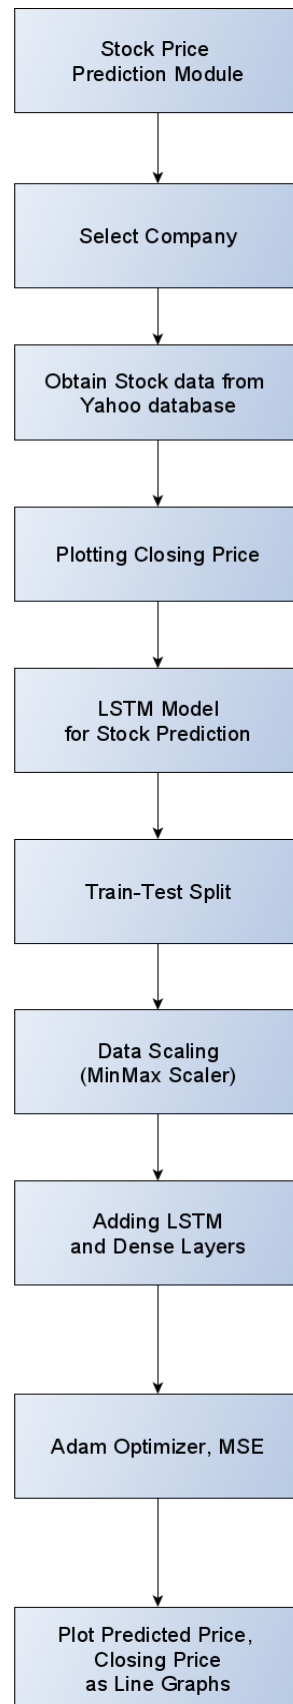 Stock Price
Prediction Module
Select Company
Obtain Stock data from
Yahoo database
Plotting Closing Price
LSTM Model
for Stock Prediction
Train-Test Split
Data Scaling
(MinMax Scaler)
Adding LSTM
and Dense Layers
Adam Optimizer, MSE
Plot Predicted Price,
Closing Price
as Line Graphs